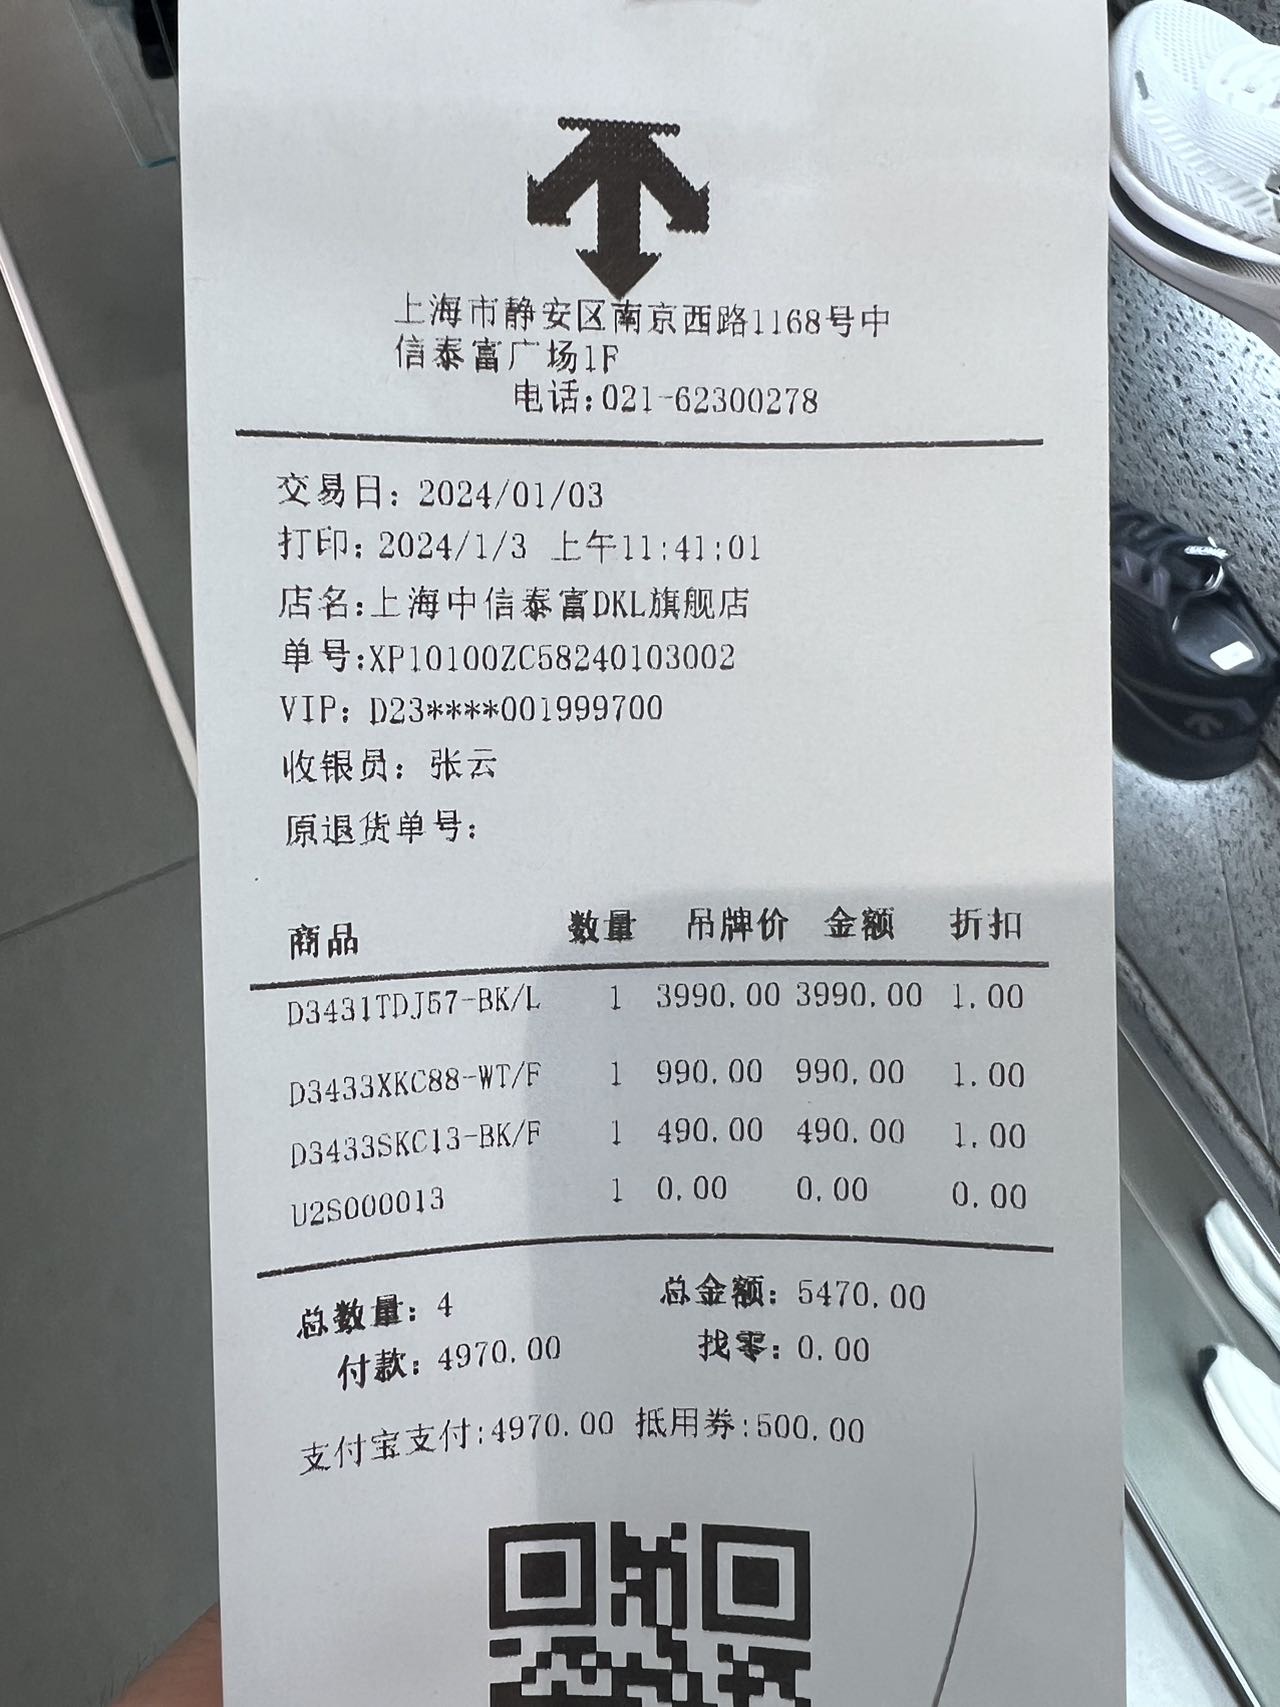 上海市静安区南京西路1168号中
信泰富广场1F
电话:021-62300278
交易日: 2024/01/03
打印: 2024/1/3 上午11:41:01
店名:上海中信泰富DKL旗舰店
单号:XP10100ZC58240103002
VIP: D23****001999700
收银员: 张云
原退货单号:
商品 数量 吊牌价 金额 折扣
D3431TDJ57-BK/L 1 3990.00 3990.00 1.00
D3433XKC88-WT/F 1 990.00 990.00 1.00
D3433SKC13-BK/F 1 490.00 490.00 1.00
U2S000013 1 0.00 0.00 0.00
总数量: 4 总金额: 5470.00
付款: 4970.00 找零: 0.00
支付宝支付:4970.00 抵用券:500.00